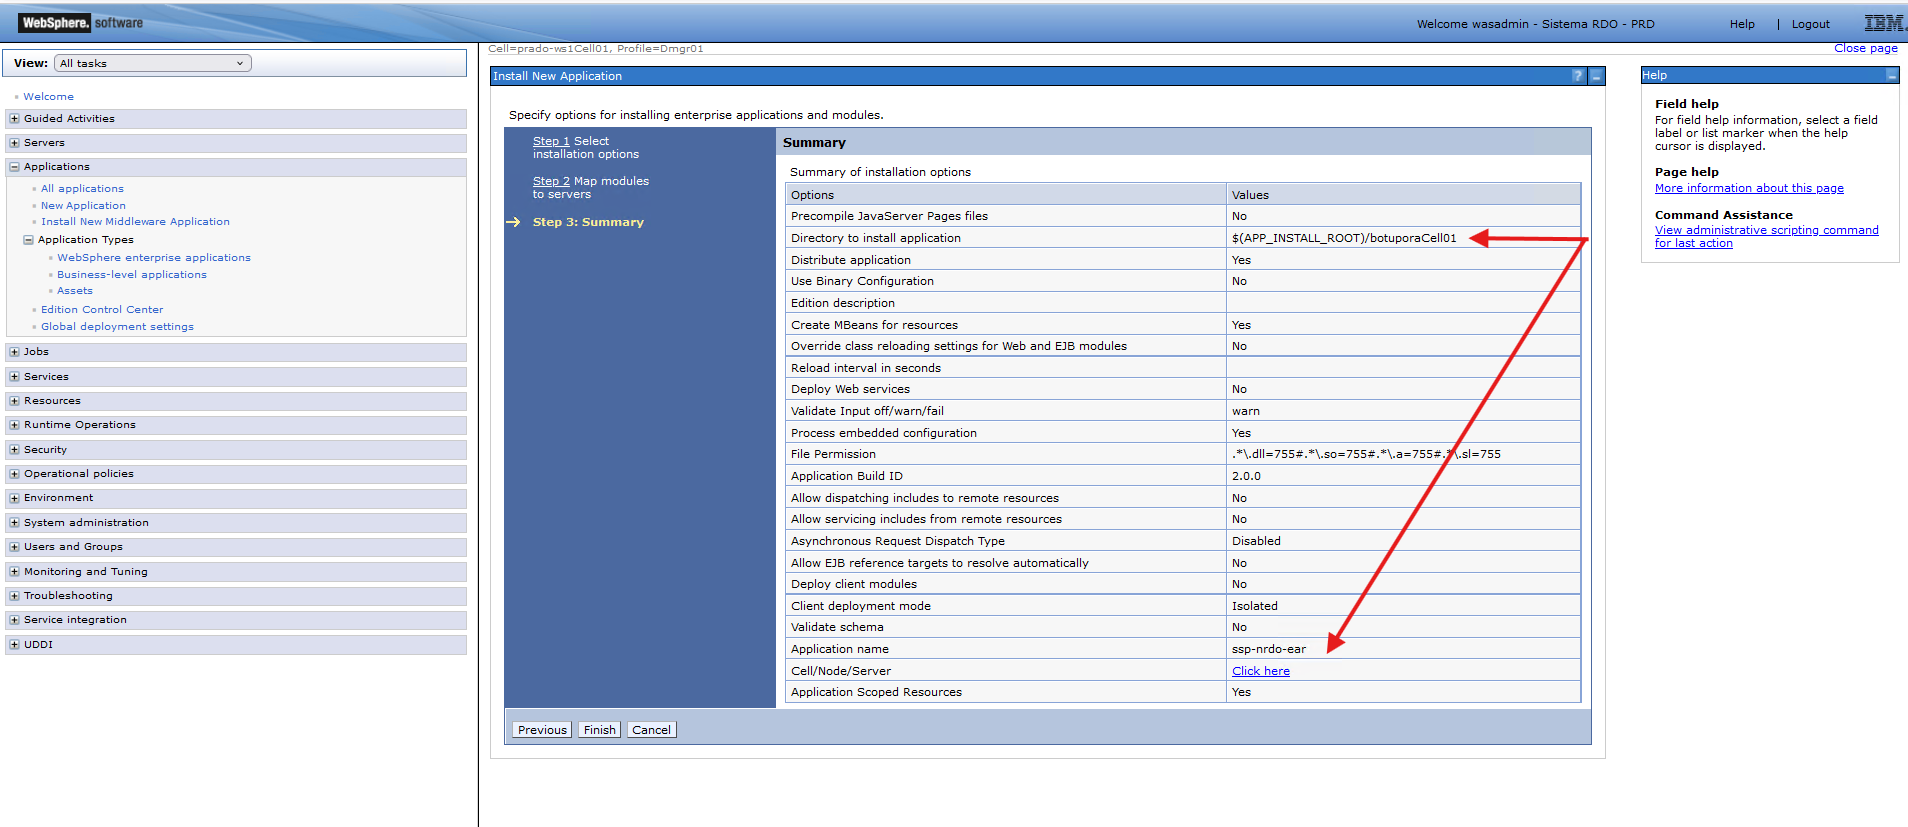 WebSphere. software
Welcome wasadmin - Sistema RDO - PRD
Help | Logout
IBM.
View: All tasks
Welcome
Guided Activities
Servers
Applications
All applications
New Application
Install New Middleware Application
Application Types
WebSphere enterprise applications
Business-level applications
Assets
Edition Control Center
Global deployment settings
Jobs
Services
Resources
Runtime Operations
Security
Operational policies
Environment
System administration
Users and Groups
Monitoring and Tuning
Troubleshooting
Service integration
UDDI
Cell=prado-ws1Cell01, Profile=Dmgr01
Close page
Install New Application
?
Specify options for installing enterprise applications and modules.
Step 1 Select
installation options
Step 2 Map modules
to servers
Step 3: Summary
Summary
Summary of installation options
Options Values
Precompile JavaServer Pages files No
Directory to install application $(APP_INSTALL_ROOT)/botuporaCell01
Distribute application Yes
Use Binary Configuration No
Edition description
Create MBeans for resources Yes
Override class reloading settings for Web and EJB modules No
Reload interval in seconds
Deploy Web services No
Validate Input off/warn/fail warn
Process embedded configuration Yes
File Permission .*\.dll=755#.*\.so=755#.*\.a=755#.*\.sl=755
Application Build ID 2.0.0
Allow dispatching includes to remote resources No
Allow servicing includes from remote resources No
Asynchronous Request Dispatch Type Disabled
Allow EJB reference targets to resolve automatically No
Deploy client modules No
Client deployment mode Isolated
Validate schema No
Application name ssp-nrdo-ear
Cell/Node/Server Click here
Application Scoped Resources Yes
Previous Finish Cancel
Help
Field help
For field help information, select a field
label or list marker when the help
cursor is displayed.
Page help
More information about this page
Command Assistance
View administrative scripting command
for last action